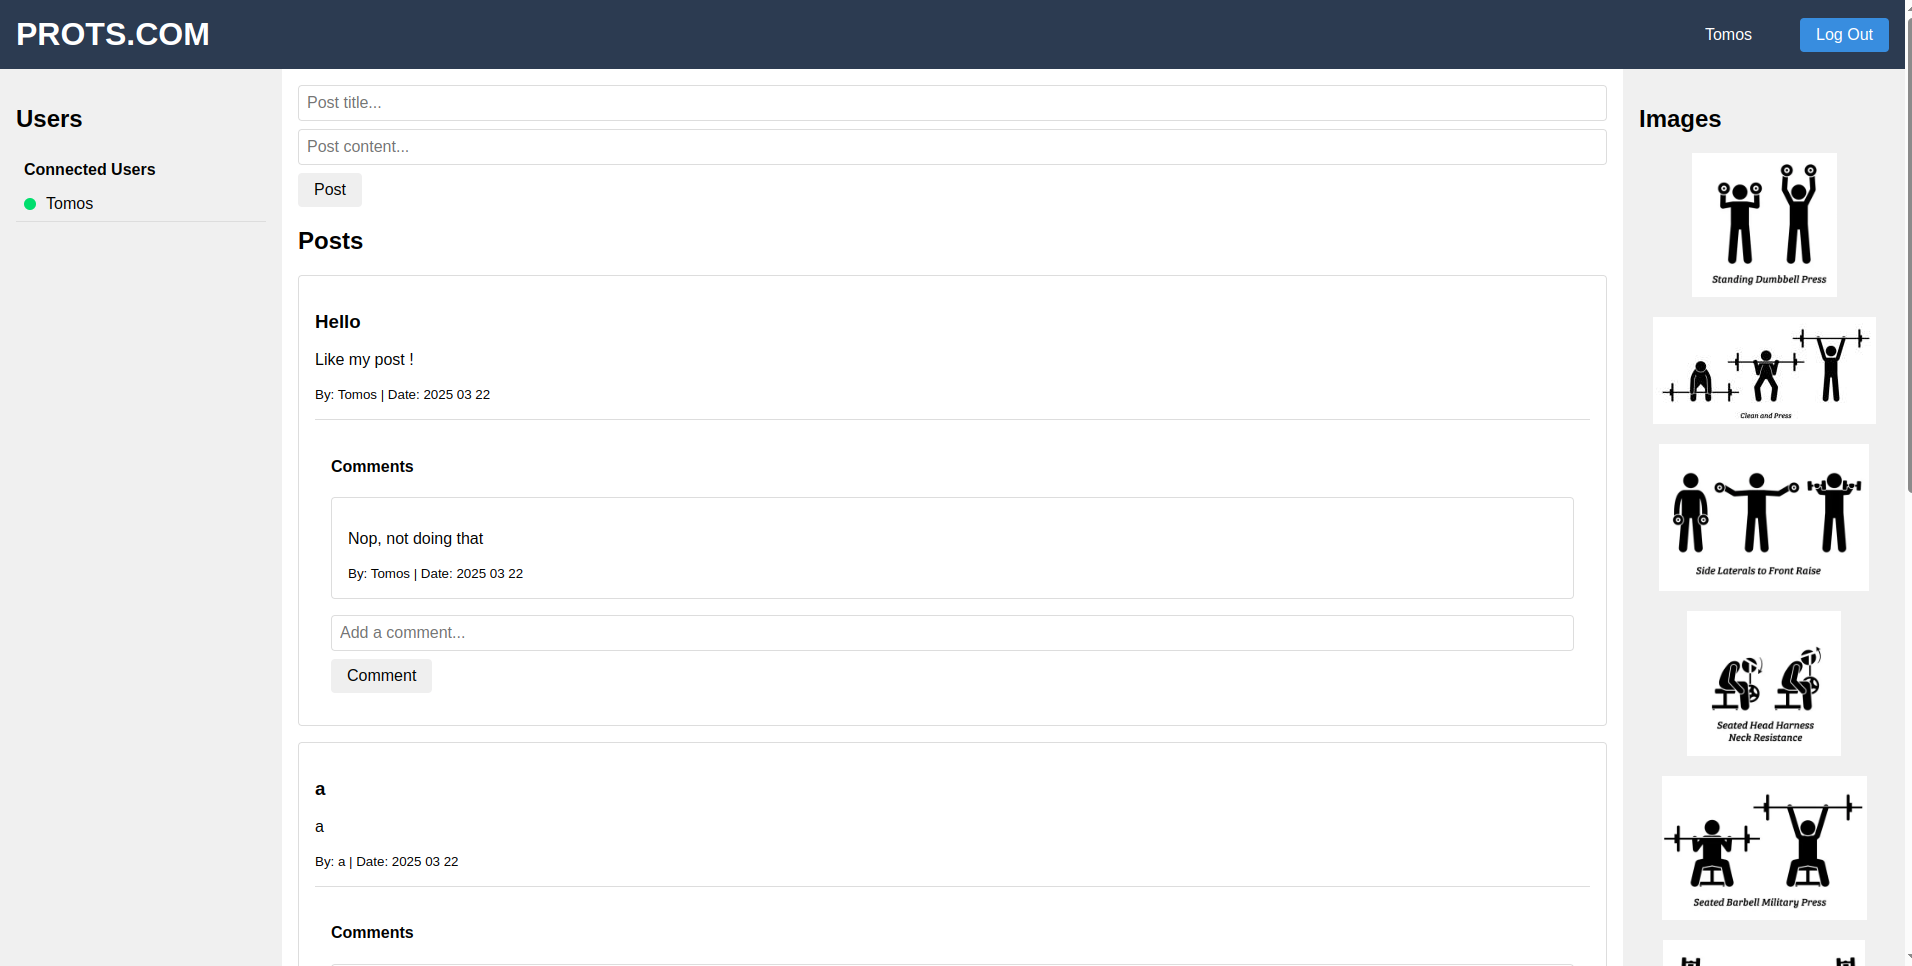 PROTS.COM
Tomos
Log Out
Users
Connected Users
Tomos
Post title...
Post content...
Post
Posts
Hello
Like my post !
By: Tomos | Date: 2025 03 22
Comments
Nop, not doing that
By: Tomos | Date: 2025 03 22
Add a comment...
Comment
a
a
By: a | Date: 2025 03 22
Comments
Images
Standing Dumbbell Press
Clean and Press
Side Laterals to Front Raise
Seated Head Harness
Neck Resistance
Seated Barbell Military Press